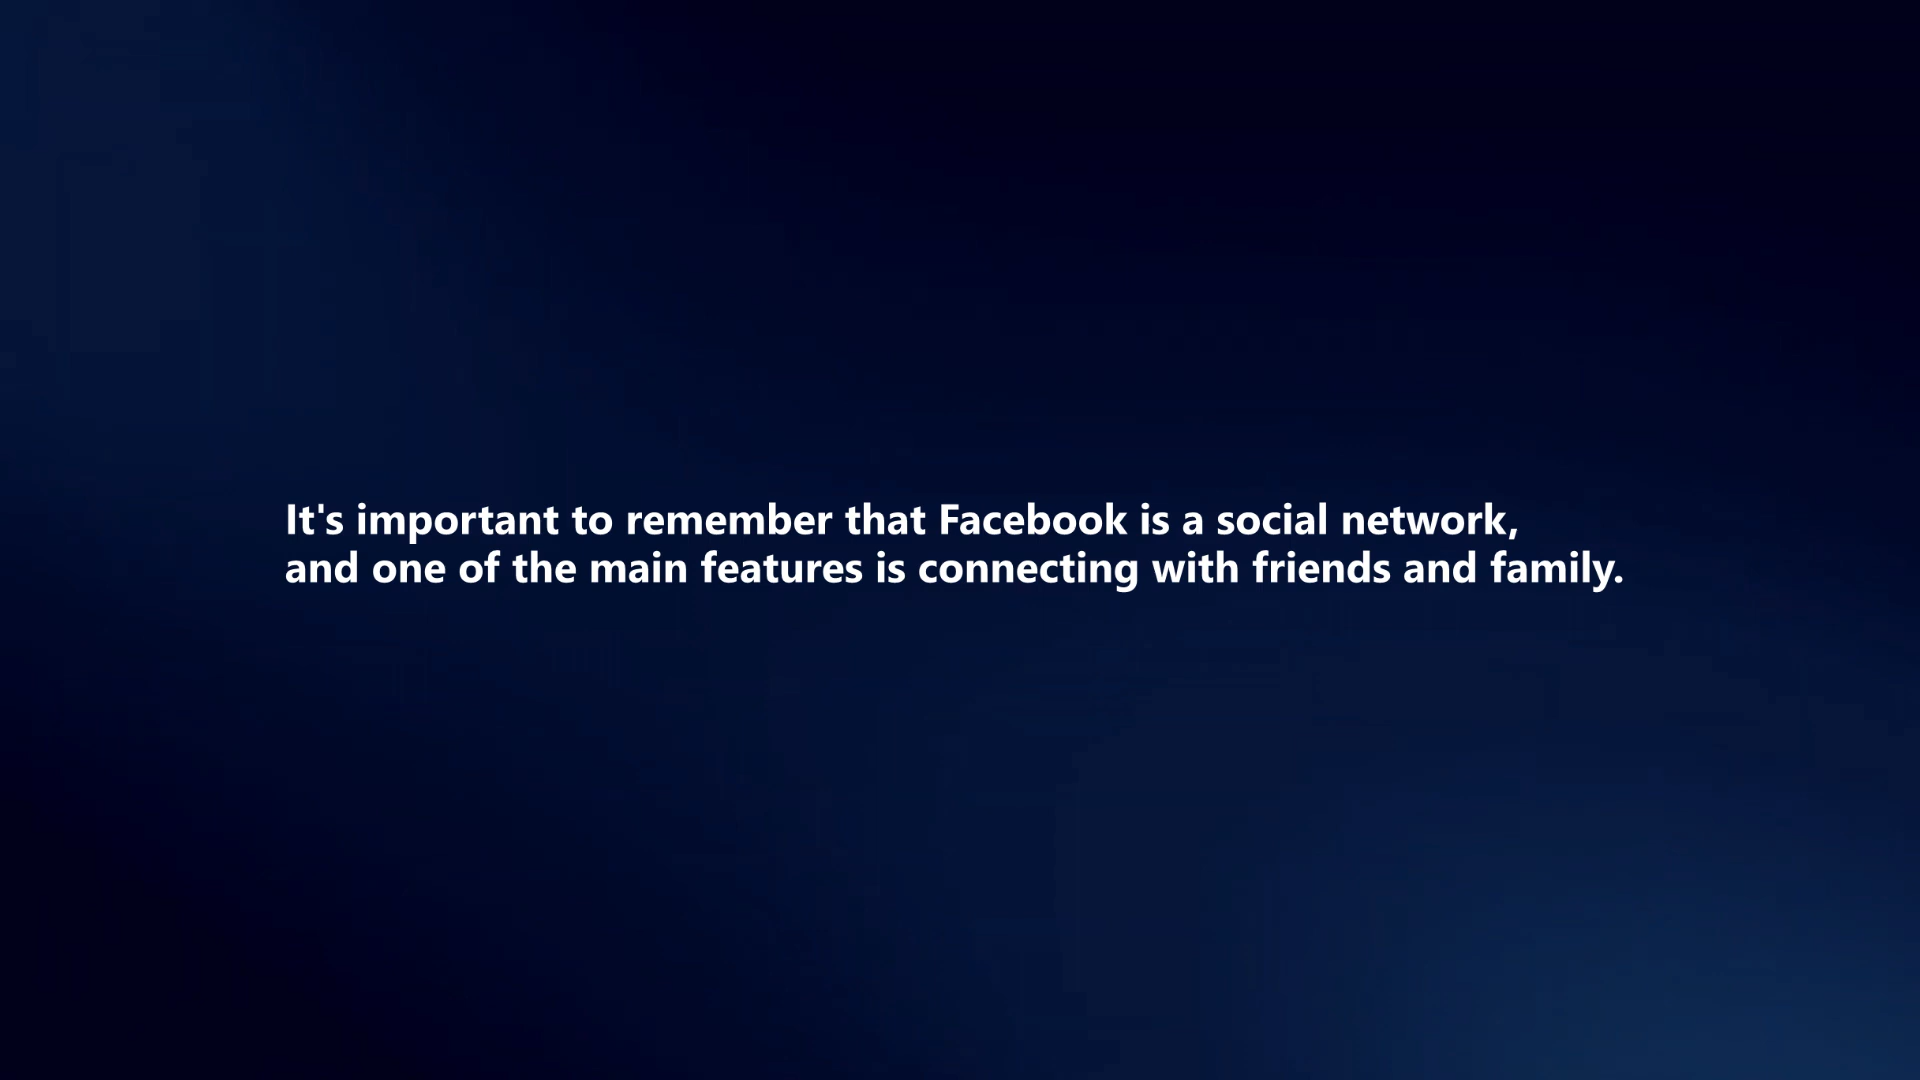 It's important to remember that Facebook is a social network,
and one of the main features is connecting with friends and family.